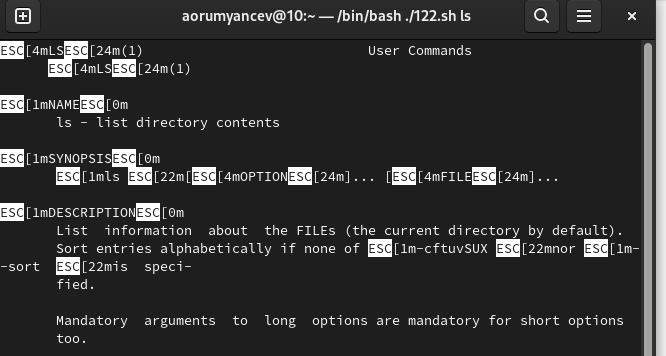 aorumyancev@10:~ — /bin/bash ./122.sh ls
ESC[4mLSESC[24m(1) User Commands
ESC[4mLSESC[24m(1)
ESC[1mNAMEESC[0m
ls - list directory contents
ESC[1mSYNOPSISESC[0m
ESC[1mls ESC[22m[ESC[4mOPTIONESC[24m]... [ESC[4mFILEESC[24m]...
ESC[1mDESCRIPTIONESC[0m
List information about the FILEs (the current directory by default).
Sort entries alphabetically if none of ESC[1m-cftuvSUX ESC[22mnor ESC[1m-
-sort ESC[22mis speci-
fied.
Mandatory arguments to long options are mandatory for short options
too.